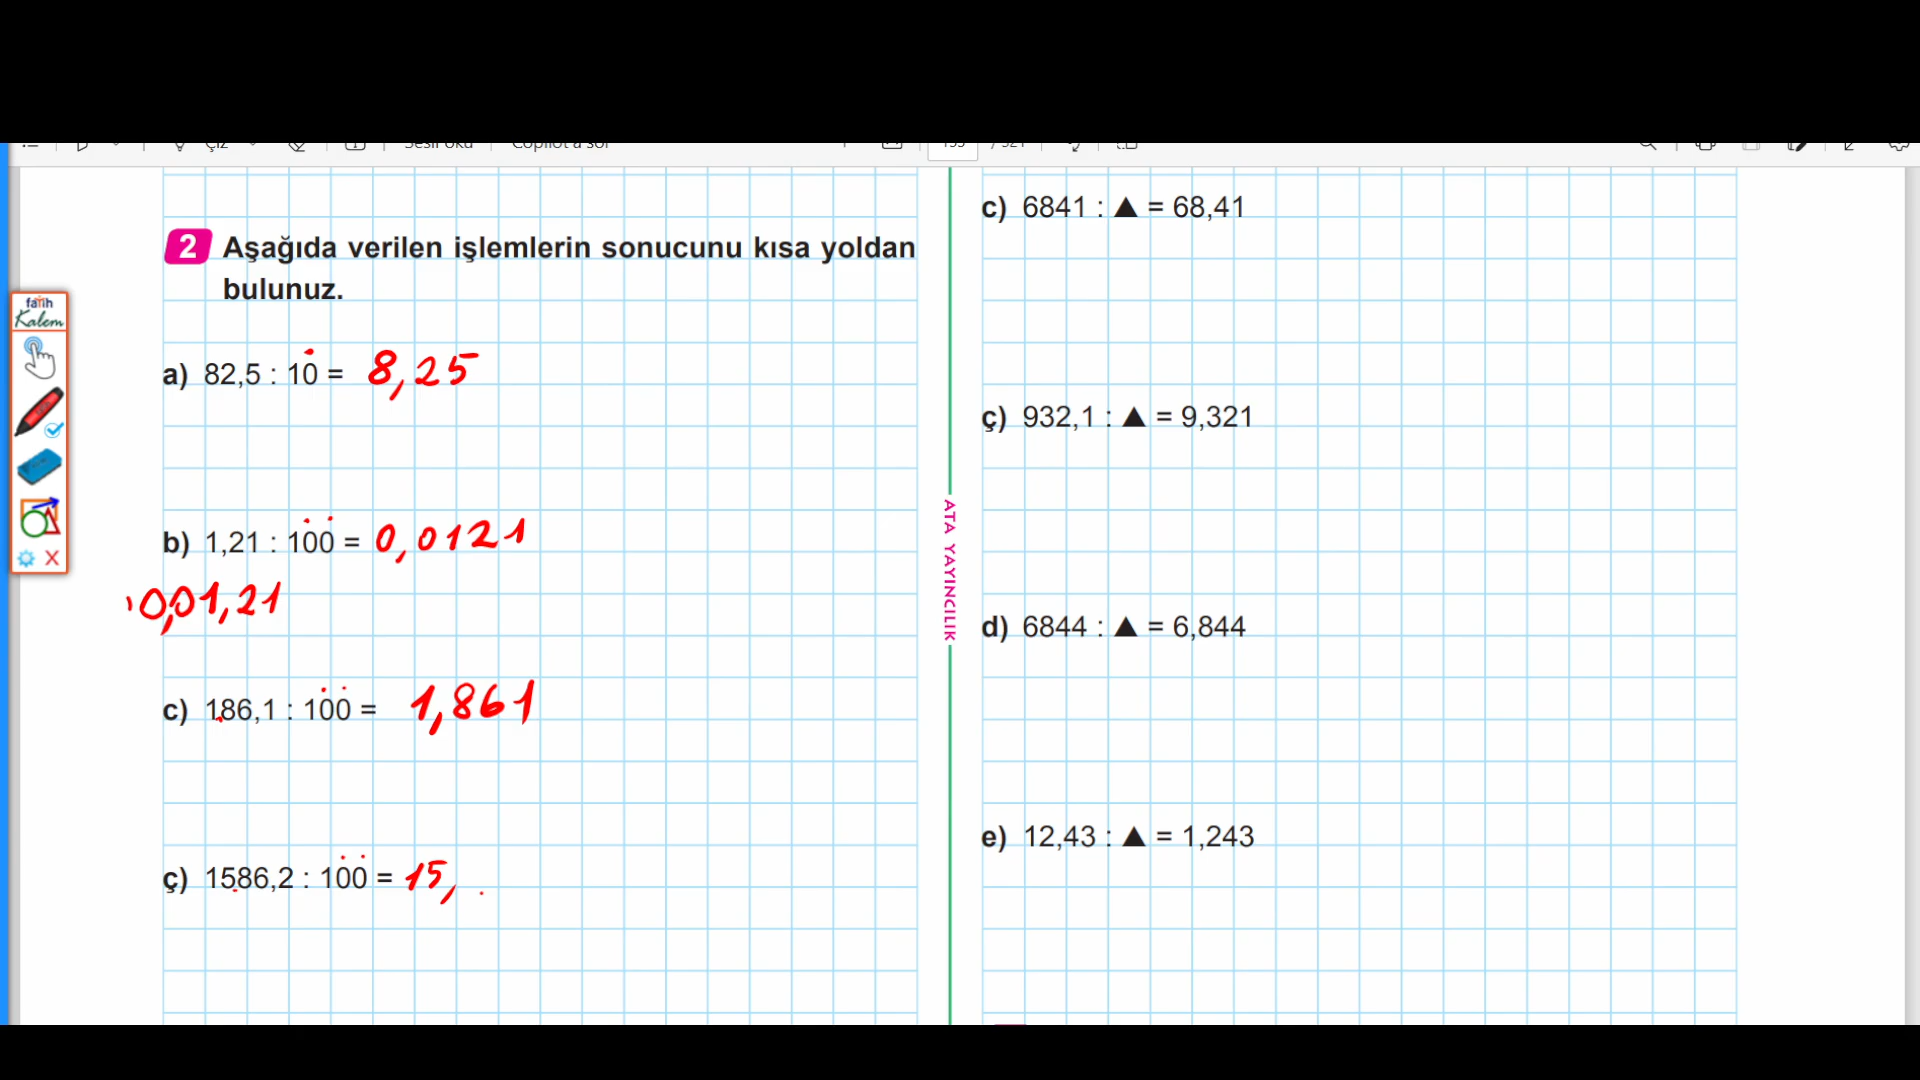 2 Aşağıda verilen işlemlerin sonucunu kısa yoldan
bulunuz.
a) 82,5 : 10 = 8,25
b) 1,21 : 100 = 0,0121
0,01,21
c) 186,1 : 100 = 1,861
ç) 1586,2 : 100 = 15,
ATA YAYINCILIK
c) 6841 : ▲ = 68,41
ç) 932,1 : ▲ = 9,321
d) 6844 : ▲ = 6,844
e) 12,43 : ▲ = 1,243
fatih
Kalem